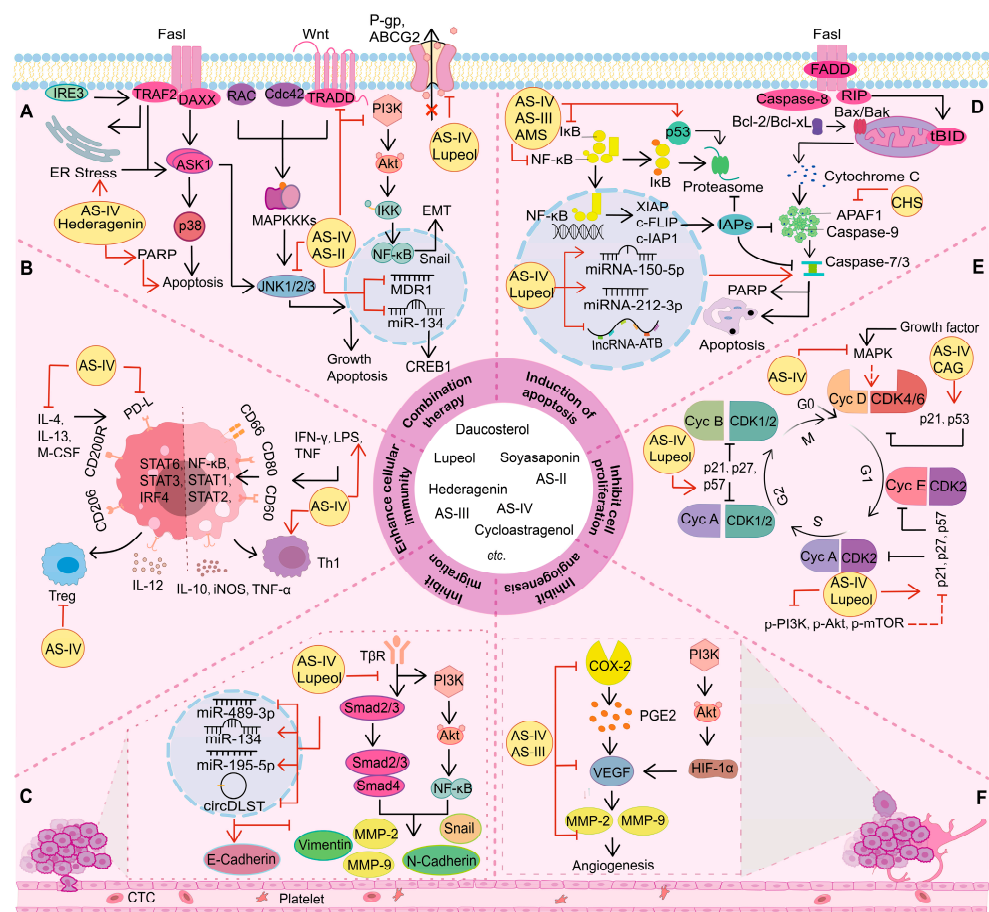 A
Fasl
Wnt
P-gp,
ABCG2
IRE3
TRAF2
DAXX
RAC
Cdc42
TRADD
PI3K
AS-IV
Lupeol
ER Stress
ASK1
Akt
AS-IV
Hederagenin
MAPKKKs
IKK
EMT
p38
AS-IV
AS-II
NF-κB
Snail
PARP
Apoptosis
JNK1/2/3
MDR1
miR-134
Growth
Apoptosis
CREB1
D
Fasl
FADD
Caspase-8
RIP
Bax/Bak
Bcl-2/Bcl-xL
tBID
AS-IV
AS-III
AMS
IκB
NF-κB
p53
IκB
Proteasome
Cytochrome C
CHS
NF-κB
XIAP
c-FLIP
c-IAP1
IAPs
APAF1
Caspase-9
Caspase-7/3
AS-IV
Lupeol
miRNA-150-5p
miRNA-212-3p
lncRNA-ATB
PARP
Apoptosis
B
AS-IV
IL-4,
IL-13,
M-CSF
PD-L
CD200R
CD206
CD66
CD80
CD50
STAT6,
STAT3,
IRF4
NF-κB,
STAT1,
STAT2,
IFN-γ, LPS,
TNF
AS-IV
Treg
IL-12
IL-10, iNOS, TNF-α
Th1
AS-IV
Combination
therapy
Induction of
apoptosis
Inhibit cell
proliferation
Inhibit
angiogenesis
Inhibit
migration
Enhance cellular
immunity
Daucosterol
Lupeol
Soyasaponin
AS-II
Hederagenin
AS-IV
AS-III
Cycloastragenol
etc.
E
Growth factor
MAPK
AS-IV
AS-IV
CAG
Cyc D
CDK4/6
p21, p53
G0
M
G1
G2
S
Cyc B
CDK1/2
AS-IV
Lupeol
p21, p27,
p57
Cyc A
CDK1/2
Cyc E
CDK2
Cyc A
CDK2
p21, p27, p57
AS-IV
Lupeol
p-PI3K, p-Akt, p-mTOR
C
AS-IV
Lupeol
TβR
PI3K
Smad2/3
Akt
Smad2/3
Smad4
NF-κB
miR-489-3p
miR-134
miR-195-5p
circDLST
E-Cadherin
Vimentin
MMP-2
MMP-9
Snail
N-Cadherin
CTC
Platelet
F
COX-2
PI3K
PGE2
Akt
AS-IV
AS-III
VEGF
HIF-1α
MMP-2
MMP-9
Angiogenesis